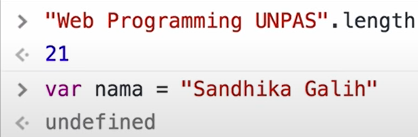 > "Web Programming UNPAS".length
<· 21
> var nama = "Sandhika Galih"
<· undefined